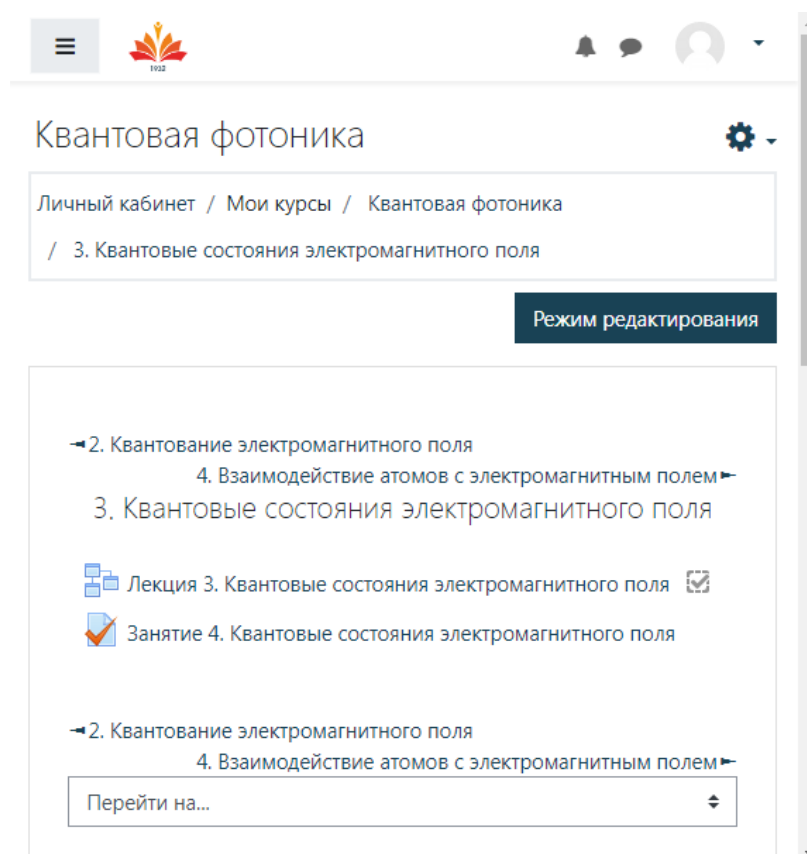 1932
Квантовая фотоника
Личный кабинет / Мои курсы / Квантовая фотоника
/ 3. Квантовые состояния электромагнитного поля
Режим редактирования
2. Квантование электромагнитного поля
4. Взаимодействие атомов с электромагнитным полем
3. Квантовые состояния электромагнитного поля
Лекция 3. Квантовые состояния электромагнитного поля
Занятие 4. Квантовые состояния электромагнитного поля
2. Квантование электромагнитного поля
4. Взаимодействие атомов с электромагнитным полем
Перейти на...